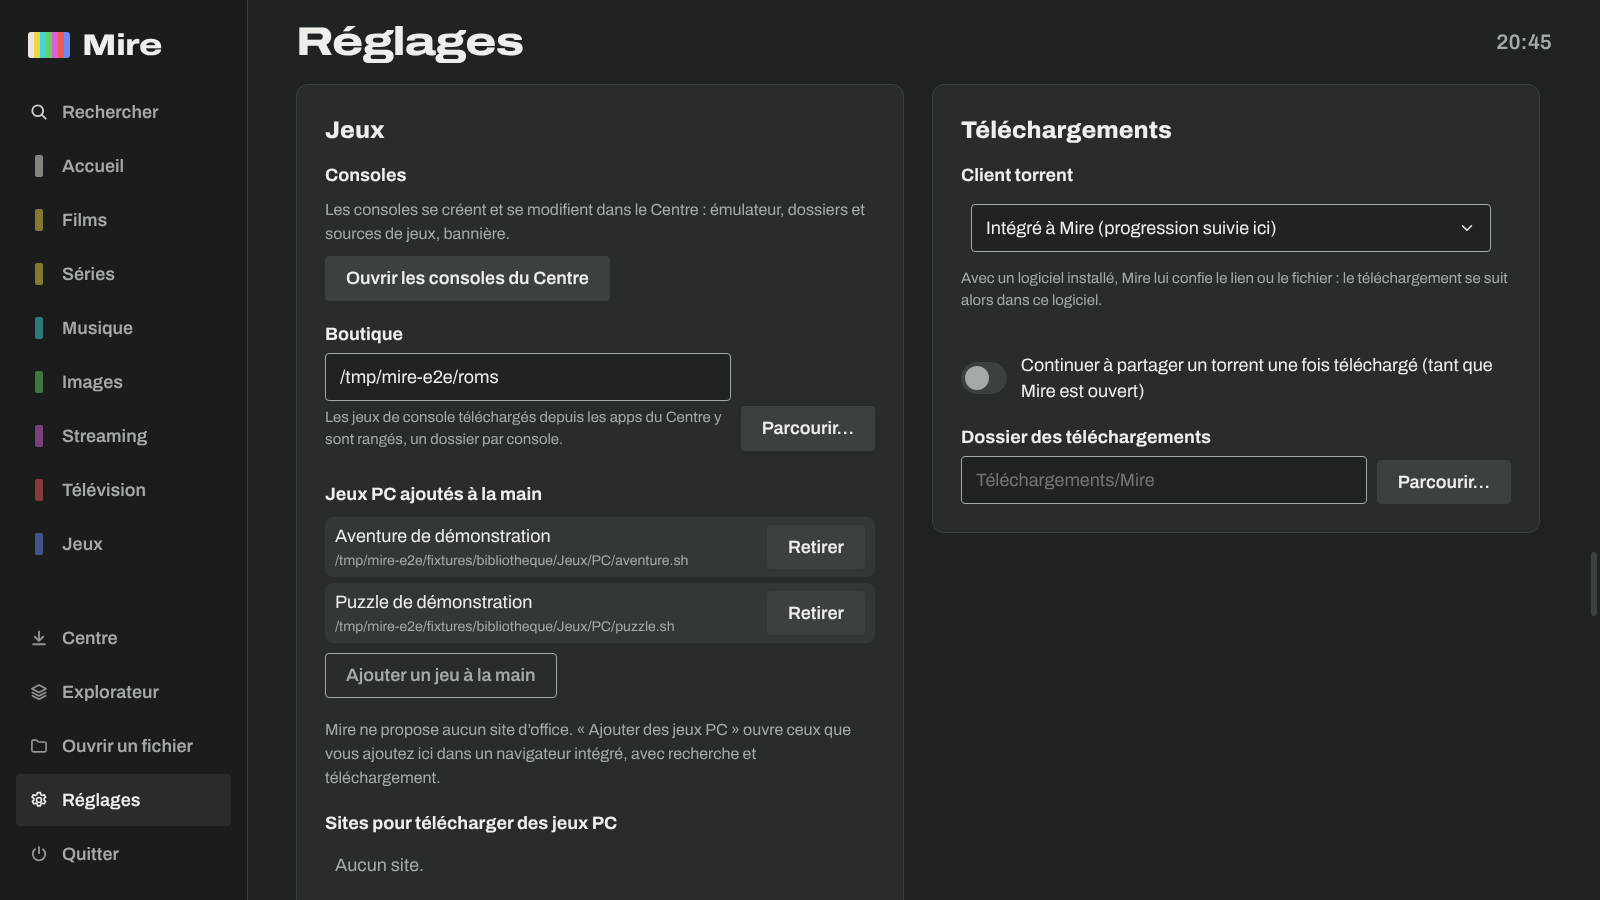 Mire
Rechercher
Accueil
Films
Séries
Musique
Images
Streaming
Télévision
Jeux
Centre
Explorateur
Ouvrir un fichier
Réglages
Quitter
Réglages
20:45
Jeux
Consoles
Les consoles se créent et se modifient dans le Centre : émulateur, dossiers et
sources de jeux, bannière.
Ouvrir les consoles du Centre
Boutique
/tmp/mire-e2e/roms
Les jeux de console téléchargés depuis les apps du Centre y
sont rangés, un dossier par console.
Parcourir...
Jeux PC ajoutés à la main
Aventure de démonstration
/tmp/mire-e2e/fixtures/bibliotheque/Jeux/PC/aventure.sh
Retirer
Puzzle de démonstration
/tmp/mire-e2e/fixtures/bibliotheque/Jeux/PC/puzzle.sh
Retirer
Ajouter un jeu à la main
Mire ne propose aucun site d’office. « Ajouter des jeux PC » ouvre ceux que
vous ajoutez ici dans un navigateur intégré, avec recherche et
téléchargement.
Sites pour télécharger des jeux PC
Aucun site.
Téléchargements
Client torrent
Intégré à Mire (progression suivie ici)
Avec un logiciel installé, Mire lui confie le lien ou le fichier : le téléchargement se suit
alors dans ce logiciel.
Continuer à partager un torrent une fois téléchargé (tant que
Mire est ouvert)
Dossier des téléchargements
Téléchargements/Mire
Parcourir...